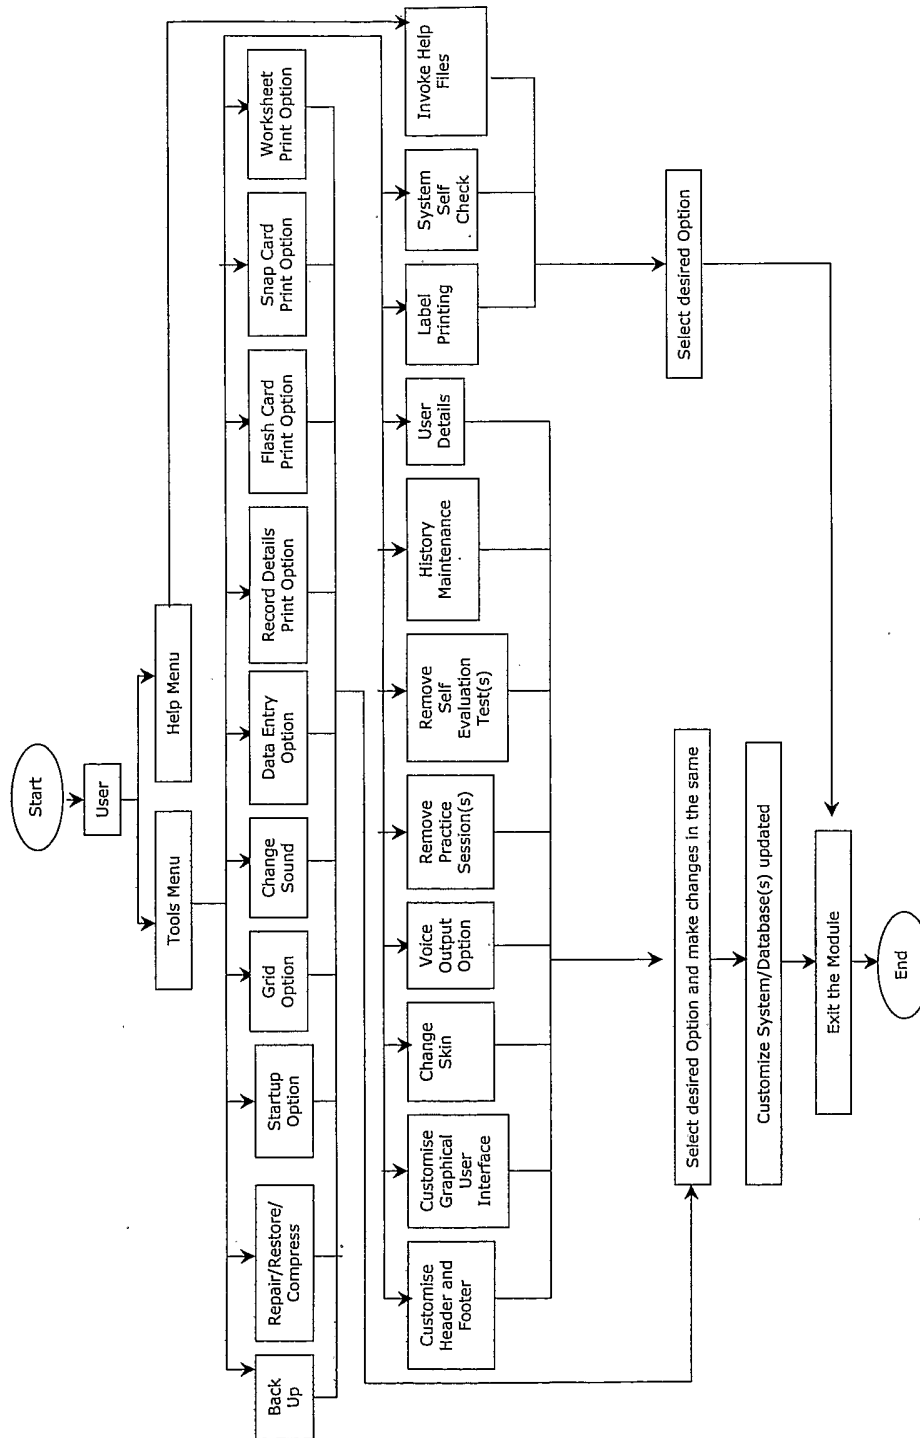 Start
User
Tools Menu
Help Menu
Back
Up
Repair/Restore/
Compress
Startup
Option
Grid
Option
Change
Sound
Data Entry
Option
Record Details
Print Option
Flash Card
Print Option
Snap Card
Print Option
Worksheet
Print Option
Customise
Header and
Footer
Customise
Graphical
User
Interface
Change
Skin
Voice
Output
Option
Remove
Practice
Session(s)
Remove
Self
Evaluation
Test(s)
History
Maintenance
User
Details
Label
Printing
System
Self
Check
Invoke Help
Files
Select desired Option and make changes in the same
Select desired Option
Customize System/Database(s) updated
Exit the Module
End